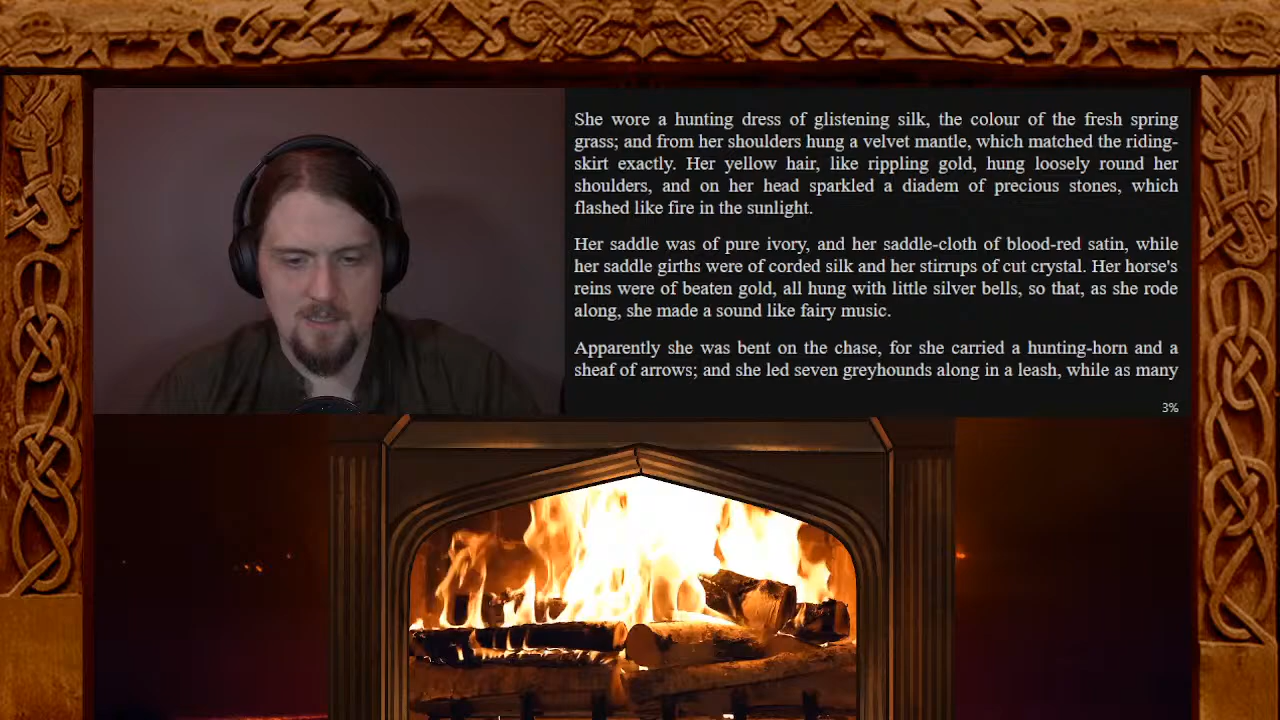 She wore a hunting dress of glistening silk, the colour of the fresh spring
grass; and from her shoulders hung a velvet mantle, which matched the riding-
skirt exactly. Her yellow hair, like rippling gold, hung loosely round her
shoulders, and on her head sparkled a diadem of precious stones, which
flashed like fire in the sunlight.
Her saddle was of pure ivory, and her saddle-cloth of blood-red satin, while
her saddle girths were of corded silk and her stirrups of cut crystal. Her horse's
reins were of beaten gold, all hung with little silver bells, so that, as she rode
along, she made a sound like fairy music.
Apparently she was bent on the chase, for she carried a hunting-horn and a
sheaf of arrows; and she led seven greyhounds along in a leash, while as many
3%